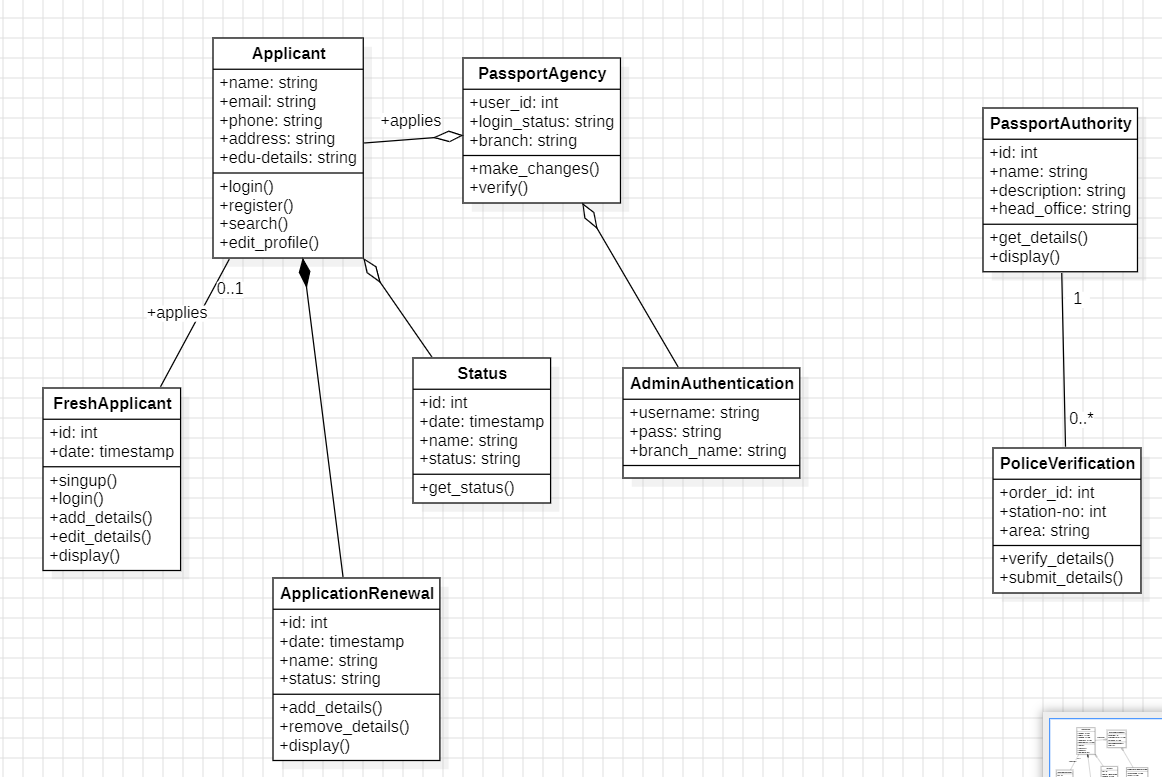 Applicant
+name: string
+email: string
+phone: string
+address: string
+edu-details: string
+login()
+register()
+search()
+edit_profile()
+applies
PassportAgency
+user_id: int
+login_status: string
+branch: string
+make_changes()
+verify()
PassportAuthority
+id: int
+name: string
+description: string
+head_office: string
+get_details()
+display()
0..1
+applies
1
0..*
FreshApplicant
+id: int
+date: timestamp
+singup()
+login()
+add_details()
+edit_details()
+display()
Status
+id: int
+date: timestamp
+name: string
+status: string
+get_status()
AdminAuthentication
+username: string
+pass: string
+branch_name: string
PoliceVerification
+order_id: int
+station-no: int
+area: string
+verify_details()
+submit_details()
ApplicationRenewal
+id: int
+date: timestamp
+name: string
+status: string
+add_details()
+remove_details()
+display()